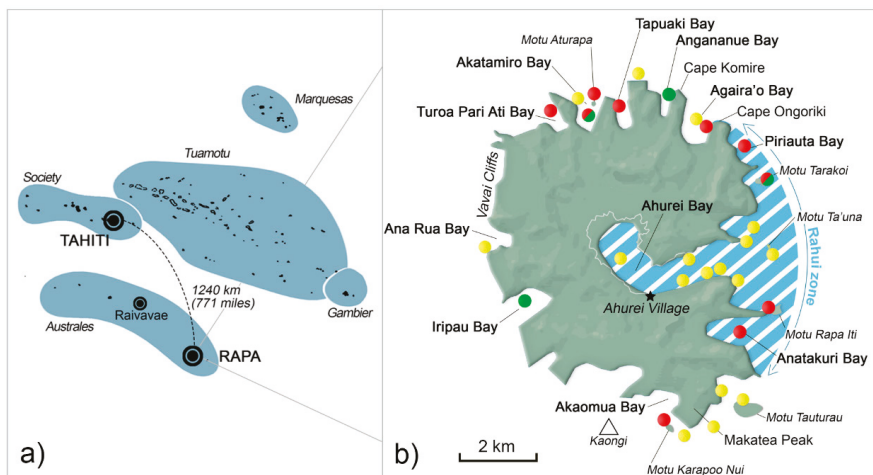 Marquesas
Tuamotu
Society
TAHITI
1240 km
(771 miles)
Gambier
Australes
Raivavae
RAPA
a)
Tapuaki Bay
Motu Aturapa
Angananue Bay
Akatamiro Bay
Cape Komire
Agaira'o Bay
Turoa Pari Ati Bay
Cape Ongoriki
Piriauta Bay
Motu Tarakoi
Vavai Cliffs
Ahurei Bay
Motu Ta'una
Ana Rua Bay
Rahui zone
Ahurei Village
Iripau Bay
Motu Rapa Iti
Anatakuri Bay
Akaomua Bay
Motu Tauturau
Kaongi
Makatea Peak
b)
2 km
Motu Karapoo Nui